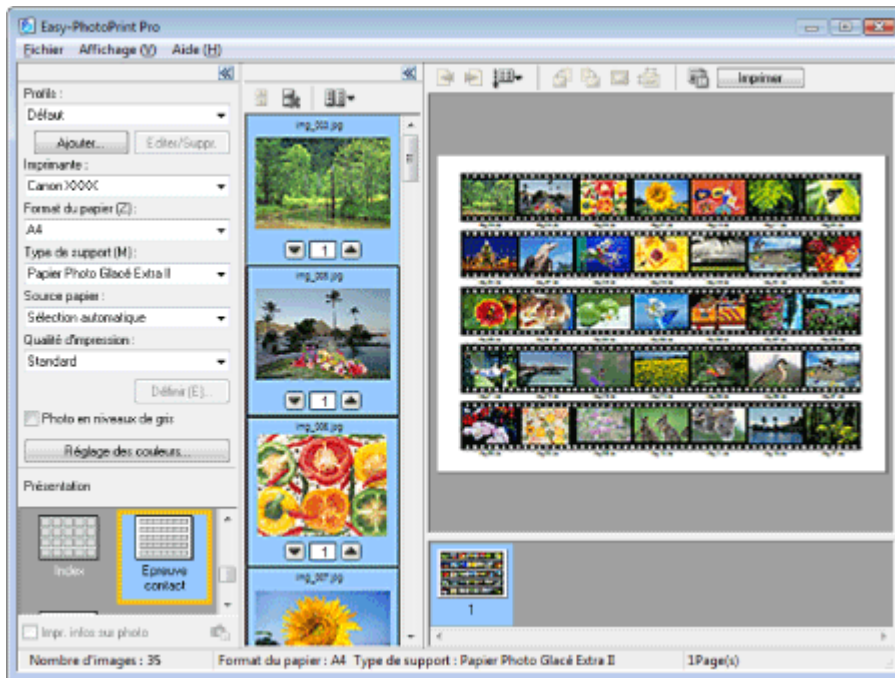 Easy-PhotoPrint Pro
Fichier Affichage (V) Aide (H)
Profils :
Défaut
Ajouter... Editer/Suppr.
Imprimante :
Canon XXXX
Format du papier (Z) :
A4
Type de support (M) :
Papier Photo Glacé Extra II
Source papier :
Sélection automatique
Qualité d'impression :
Standard
Définir (E)...
Photo en niveaux de gris
Réglage des couleurs...
Présentation
Index
Epreuve
contact
Impr. infos sur photo
img_003.jpg
1
img_005.jpg
1
img_006.jpg
1
img_007.jpg
Imprimer
1
Nombre d'images : 35 Format du papier : A4 Type de support : Papier Photo Glacé Extra II 1Page(s)